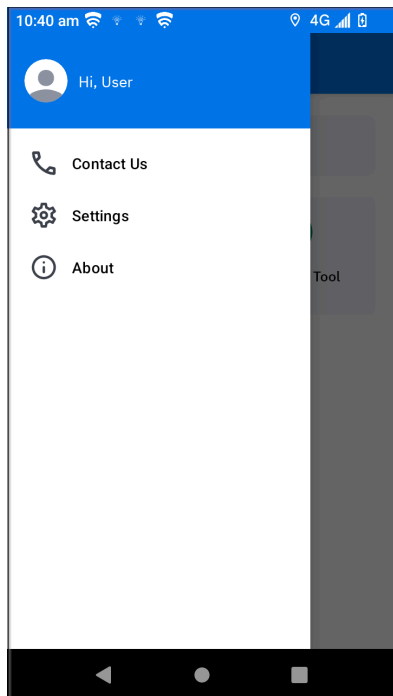 10:40 am 4G
Hi, User
Contact Us
Settings
About
Tool